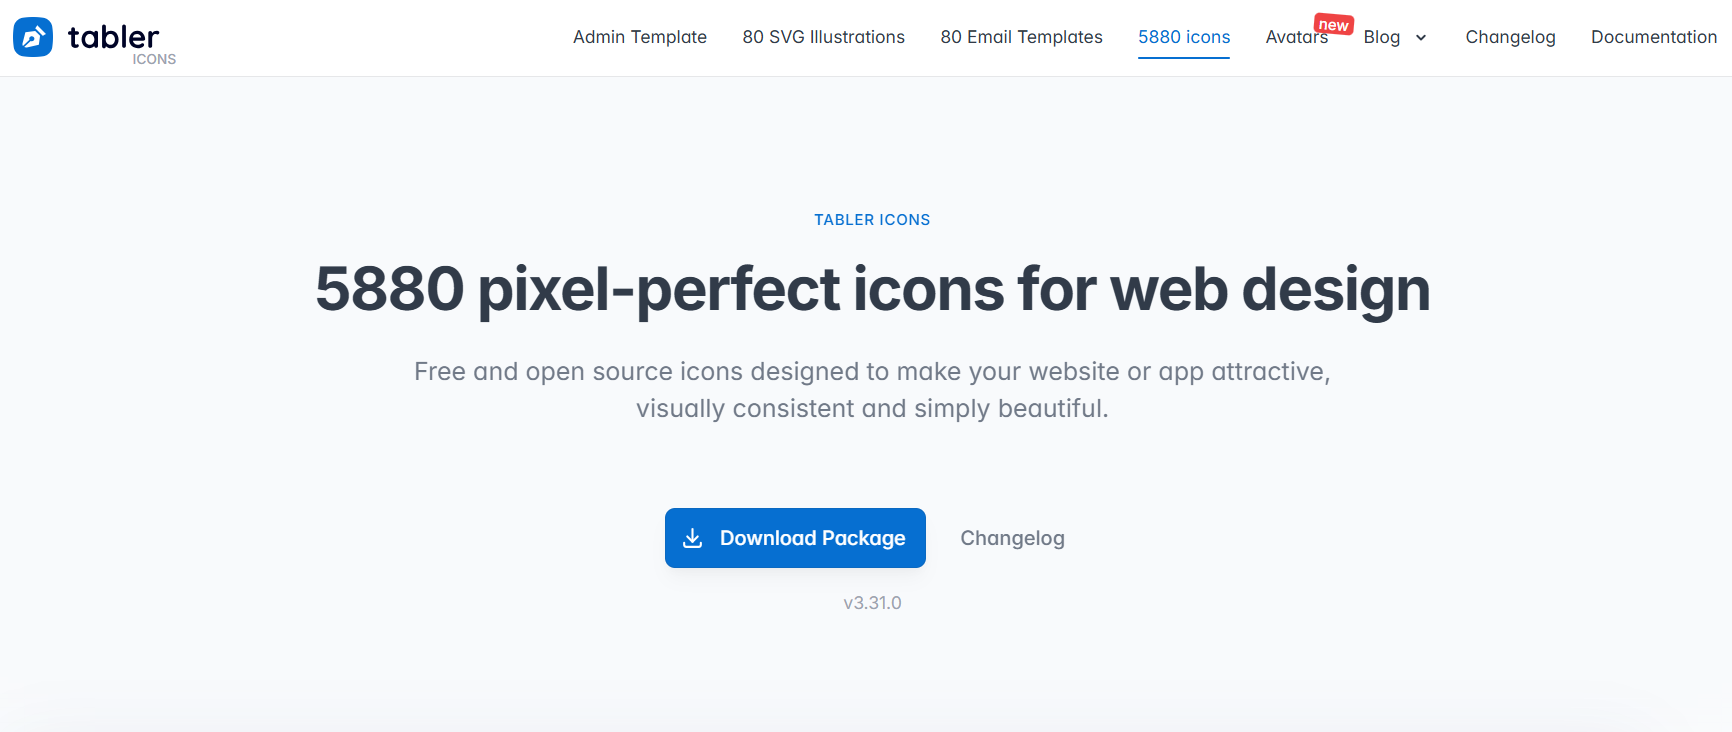 tabler
ICONS
Admin Template 80 SVG Illustrations 80 Email Templates 5880 icons Avatars new Blog Changelog Documentation
TABLER ICONS
5880 pixel-perfect icons for web design
Free and open source icons designed to make your website or app attractive,
visually consistent and simply beautiful.
Download Package Changelog
v3.31.0